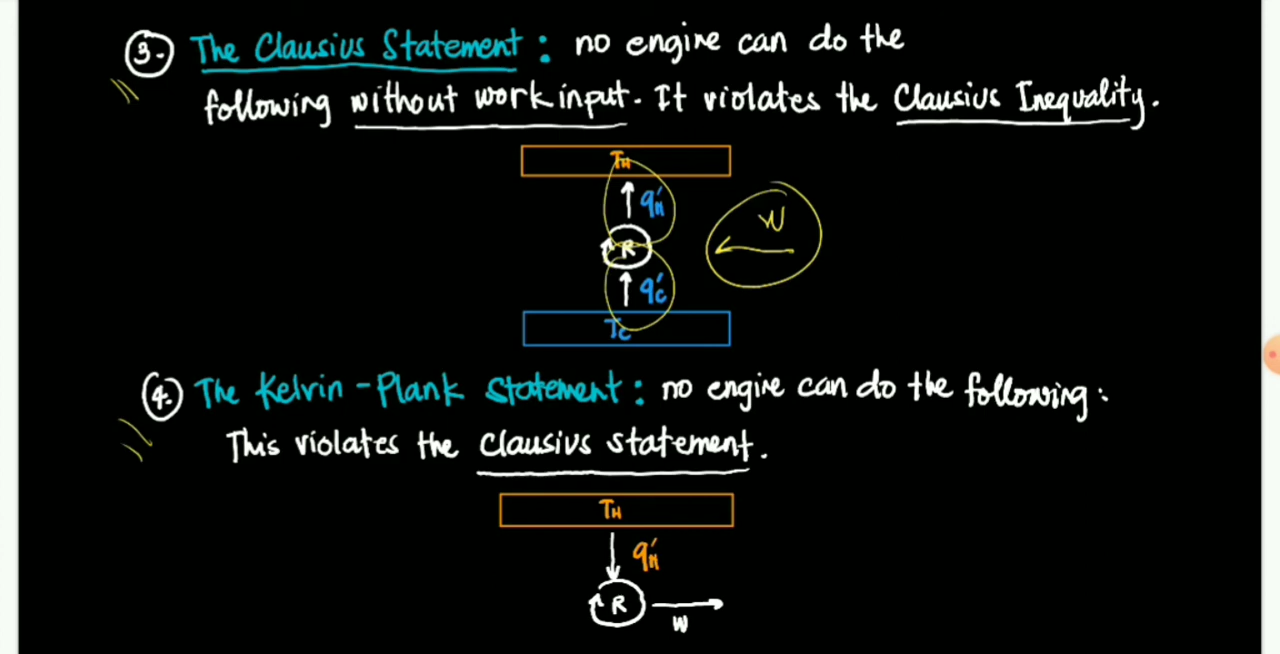 3. The Clausius Statement : no engine can do the
following without work input. It violates the Clausius Inequality.
TH
q'H
W
R
q'C
TC
4. The Kelvin-Plank Statement : no engine can do the following :
This violates the Clausius statement.
TH
q'H
R
W